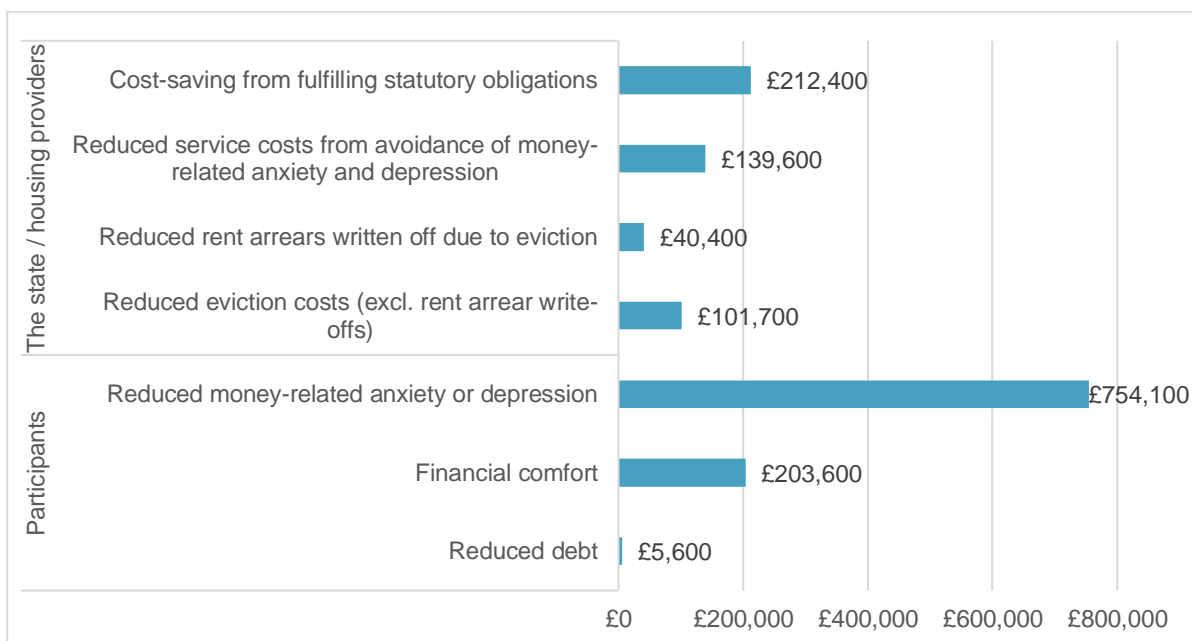 The state / housing providers
Cost-saving from fulfilling statutory obligations
£212,400
Reduced service costs from avoidance of money-
related anxiety and depression
£139,600
Reduced rent arrears written off due to eviction
£40,400
Reduced eviction costs (excl. rent arrear write-
offs)
£101,700
Participants
Reduced money-related anxiety or depression
£754,100
Financial comfort
£203,600
Reduced debt
£5,600
£0 £200,000 £400,000 £600,000 £800,000